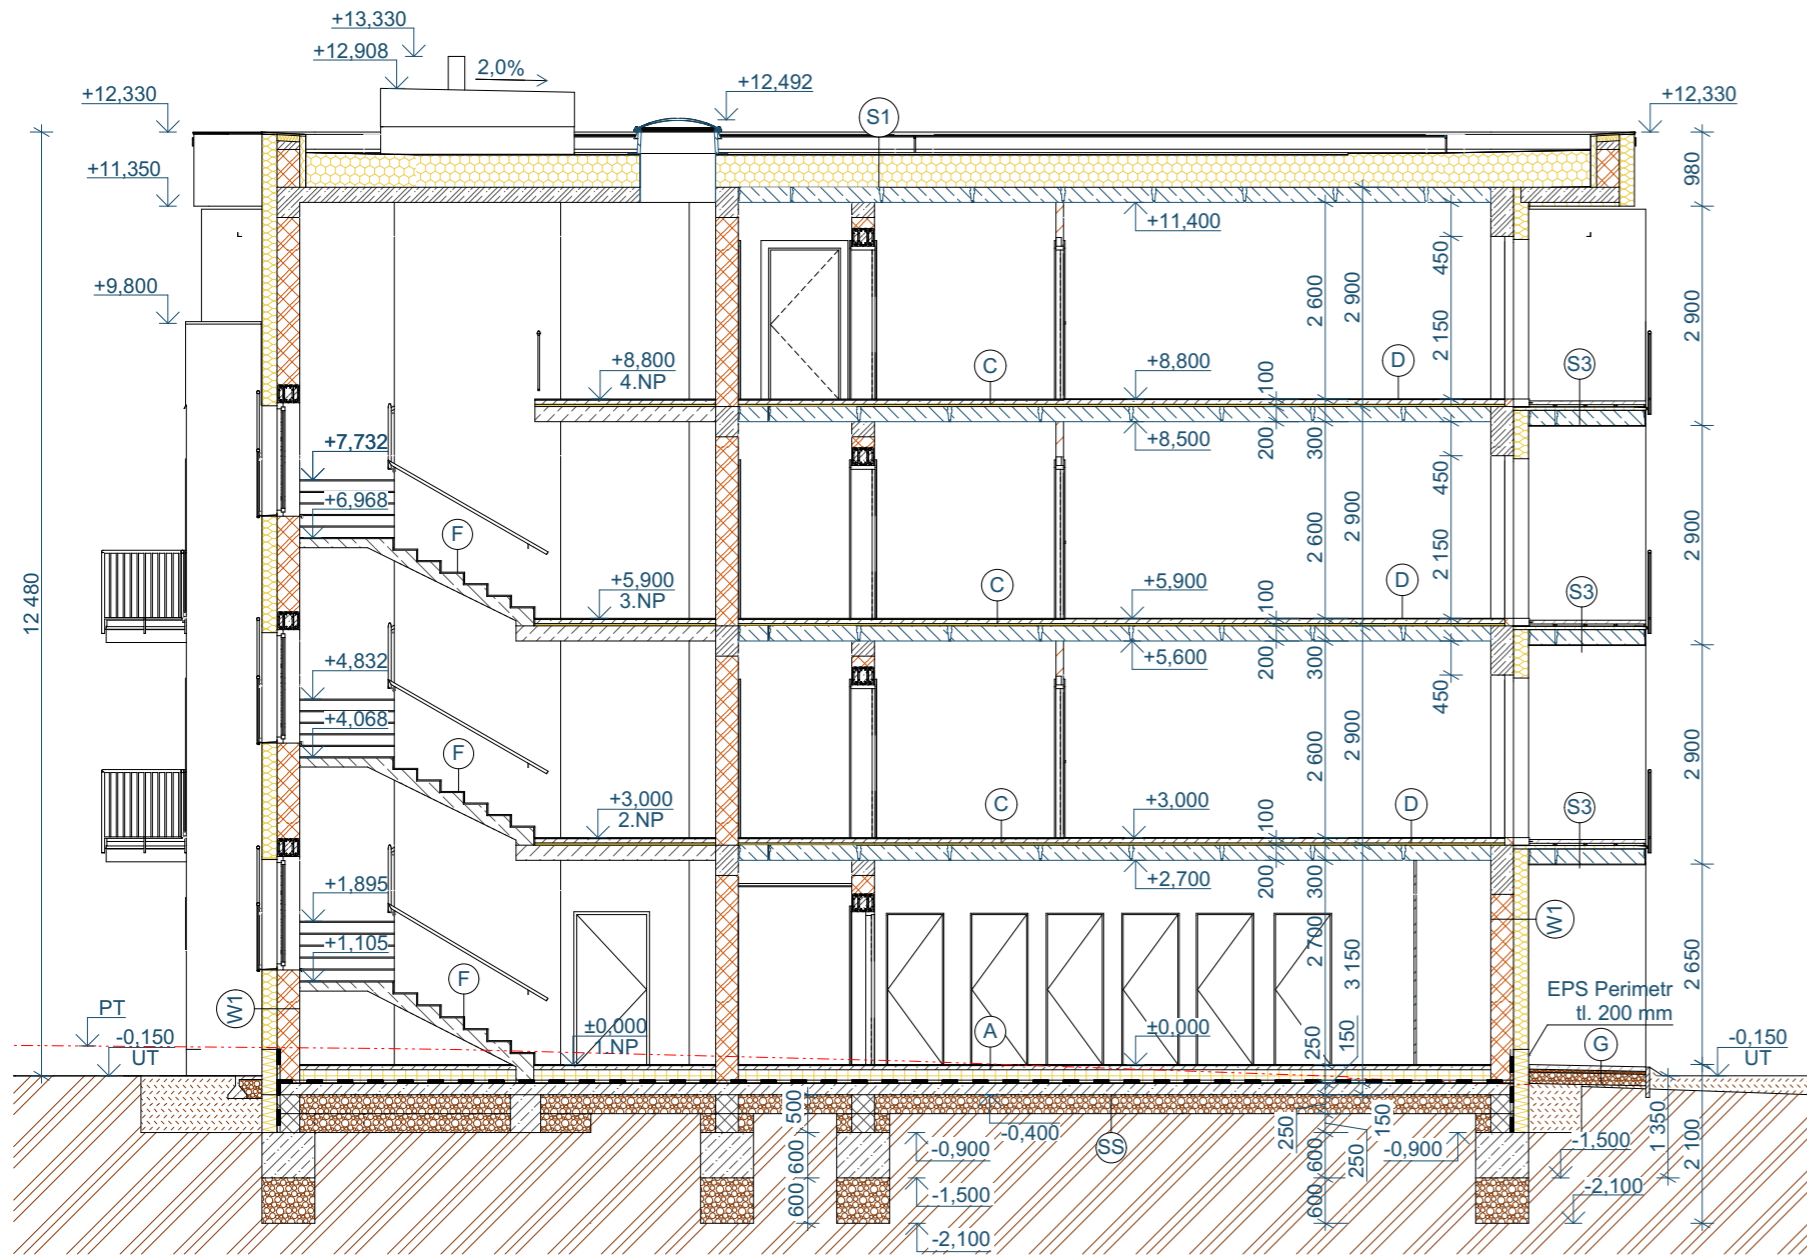 +13,330
+12,908
2,0%
+12,492
+12,330
S1
+12,330
+11,350
+11,400
980
+9,800
450
2 600
2 900
2 150
2 900
+8,800
4.NP
C
+8,800
100
D
S3
+7,732
+8,500
200
300
450
+6,968
F
2 600
2 900
2 150
2 900
12 480
+5,900
3.NP
C
+5,900
100
D
S3
+4,832
+5,600
200
300
450
+4,068
F
2 600
2 900
2 900
+3,000
2.NP
C
+3,000
100
D
S3
+1,895
+2,700
200
300
W1
+1,105
F
2 700
3 150
2 650
EPS Perimetr
tl. 200 mm
PT
W1
-0,150
UT
±0,000
1.NP
A
±0,000
250
150
G
-0,150
UT
500
-0,400
SS
250
150
1 350
-0,900
600
250
-0,900
-1,500
600
2 100
-1,500
600
600
-2,100
-2,100